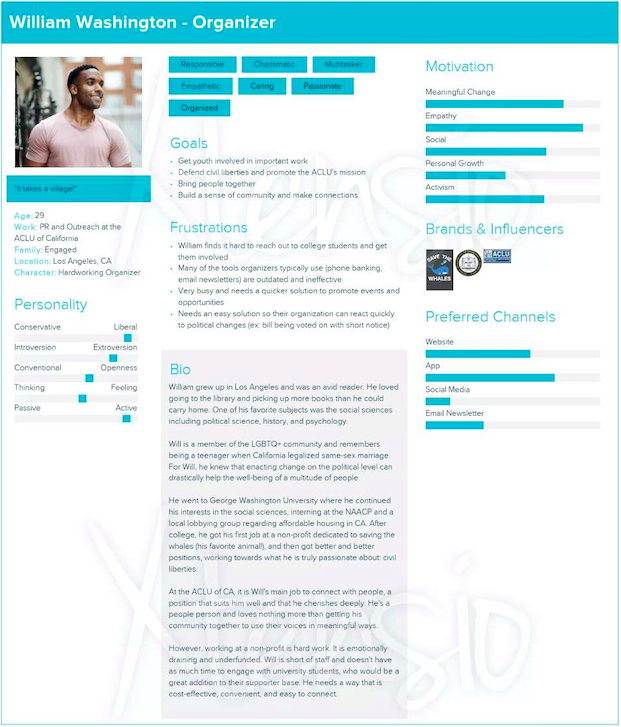 William Washington - Organizer
"It takes a village!"
Age: 29
Work: PR and Outreach at the
ACLU of California
Family: Engaged
Location: Los Angeles, CA
Character: Hardworking Organizer
Personality
Conservative Liberal
Introversion Extroversion
Conventional Openness
Thinking Feeling
Passive Active
Responsible Charismatic Multitasker
Empathetic Caring Passionate
Organized
Goals
• Get youth involved in important work
• Defend civil liberties and promote the ACLU's mission
• Bring people together
• Build a sense of community and make connections
Frustrations
• William finds it hard to reach out to college students and get
them involved
• Many of the tools organizers typically use (phone banking,
email newsletters) are outdated and ineffective
• Very busy and needs a quicker solution to promote events and
opportunities
• Needs an easy solution so their organization can react quickly
to political changes (ex: bill being voted on with short notice)
Bio
William grew up in Los Angeles and was an avid reader. He loved
going to the library and picking up more books than he could
carry home. One of his favorite subjects was the social sciences
including political science, history, and psychology.
Will is a member of the LGBTQ+ community and remembers
being a teenager when California legalized same-sex marriage.
For Will, he knew that enacting change on the political level can
drastically help the well-being of a multitude of people.
He went to George Washington University where he continued
his interests in the social sciences, interning at the NAACP and a
local lobbying group regarding affordable housing in CA. After
college, he got his first job at a non-profit dedicated to saving the
whales (his favorite animal!), and then got better and better
positions, working towards what he is truly passionate about: civil
liberties.
At the ACLU of CA, it is Will's main job to connect with people, a
position that suits him well and that he cherishes deeply. He's a
people person and loves nothing more than getting his
community together to use their voices in meaningful ways.
However, working at a non-profit is hard work. It is emotionally
draining and underfunded. Will is short of staff and doesn't have
as much time to engage with university students, who would be a
great addition to their supporter base. He needs a way that is
cost-effective, convenient, and easy to connect.
Motivation
Meaningful Change
Empathy
Social
Personal Growth
Activism
Brands & Influencers
SAVE THE
WHALES
ACLU
Preferred Channels
Website
App
Social Media
Email Newsletter
Xtensio
Xtensio